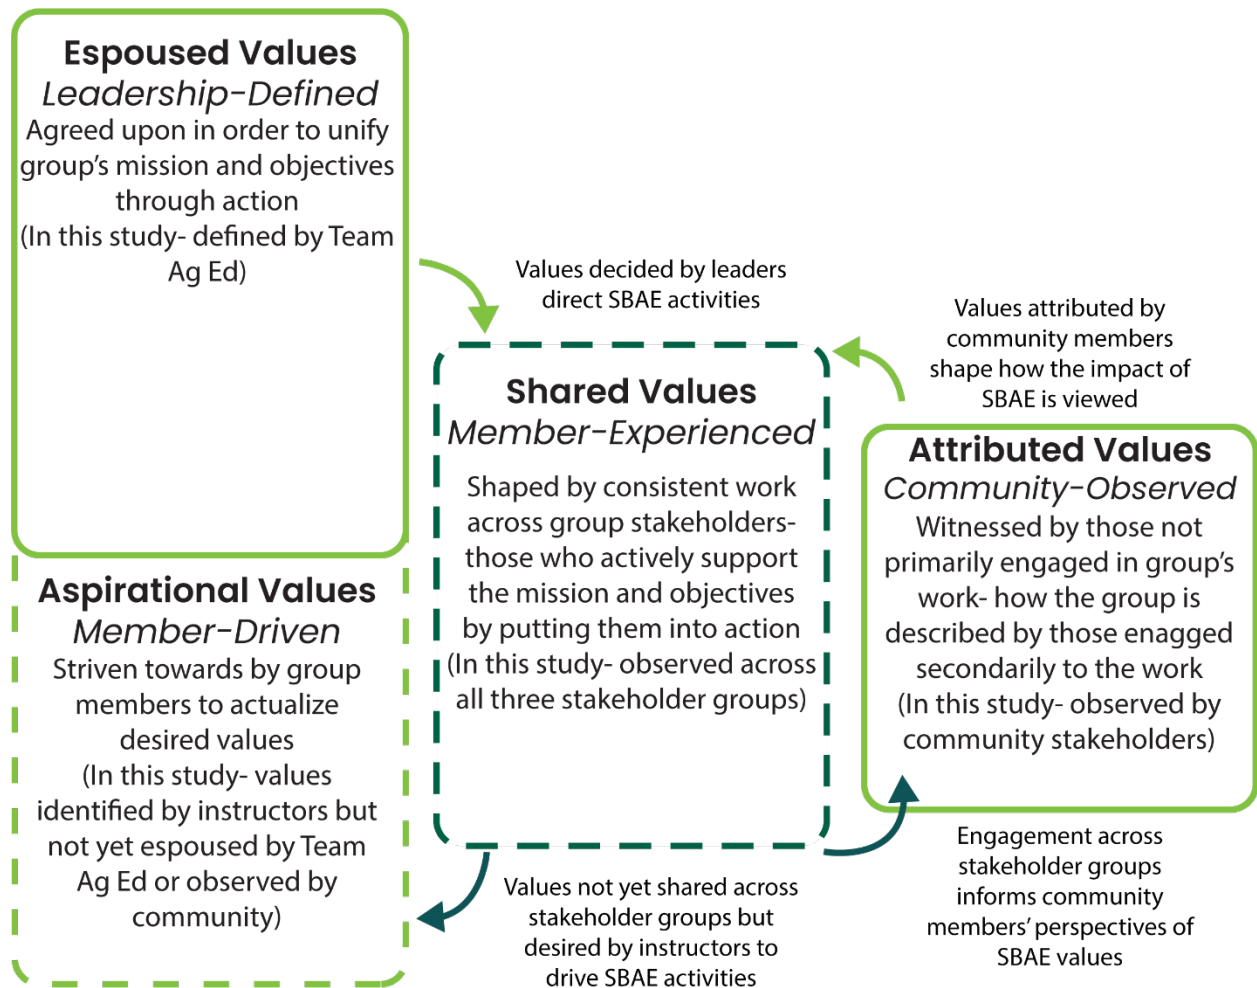 Espoused Values
Leadership-Defined
Agreed upon in order to unify
group's mission and objectives
through action
(In this study- defined by Team
Ag Ed)
Values decided by leaders
direct SBAE activities
Values attributed by
community members
shape how the impact of
SBAE is viewed
Shared Values
Member-Experienced
Shaped by consistent work
across group stakeholders-
those who actively support
the mission and objectives
by putting them into action
(In this study- observed across
all three stakeholder groups)
Attributed Values
Community-Observed
Witnessed by those not
primarily engaged in group's
work- how the group is
described by those enagged
secondarily to the work
(In this study- observed by
community stakeholders)
Aspirational Values
Member-Driven
Striven towards by group
members to actualize
desired values
(In this study- values
identified by instructors but
not yet espoused by Team
Ag Ed or observed by
community)
Values not yet shared across
stakeholder groups but
desired by instructors to
drive SBAE activities
Engagement across
stakeholder groups
informs community
members' perspectives of
SBAE values